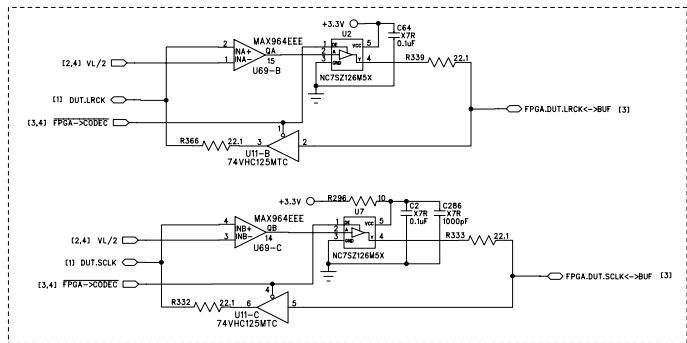 +3.3V
U2
C64
X7R
0.1uF
MAX964EEE
2 INA+ QA
1 INA- 15
U69-B
1 OE VCC 5
2 A Y 4
3 GND
NC7SZ126M5X
R339 22.1
[2,4] VL/2
[1] DUT.LRCK
FPGA.DUT.LRCK<->BUF [3]
[3,4] FPGA->CODEC
1
R366 22.1 3 2
U11-B
74VHC125MTC
+3.3V R296 10
C2
X7R
0.1uF
C286
X7R
1000pF
U7
MAX964EEE
4 INB+ QB
3 INB- 14
U69-C
1 OE VCC 5
2 A Y 4
3 GND
NC7SZ126M5X
R333 22.1
[2,4] VL/2
[1] DUT.SCLK
FPGA.DUT.SCLK<->BUF [3]
[3,4] FPGA->CODEC
4
R332 22.1 6 5
U11-C
74VHC125MTC